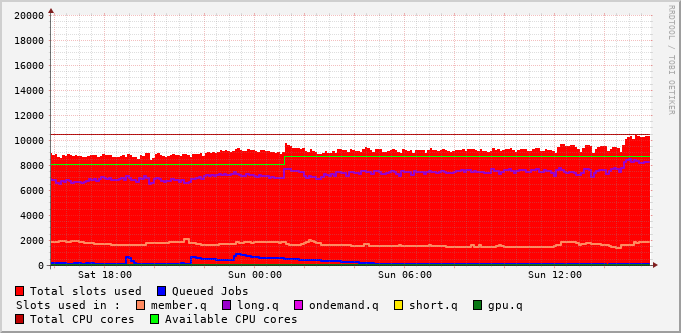 RRDTOOL / TOBI OETIKER
20000
18000
16000
14000
12000
10000
8000
6000
4000
2000
0
Sat 18:00 Sun 00:00 Sun 06:00 Sun 12:00
Total slots used Queued Jobs
Slots used in : member.q long.q ondemand.q short.q gpu.q
Total CPU cores Available CPU cores